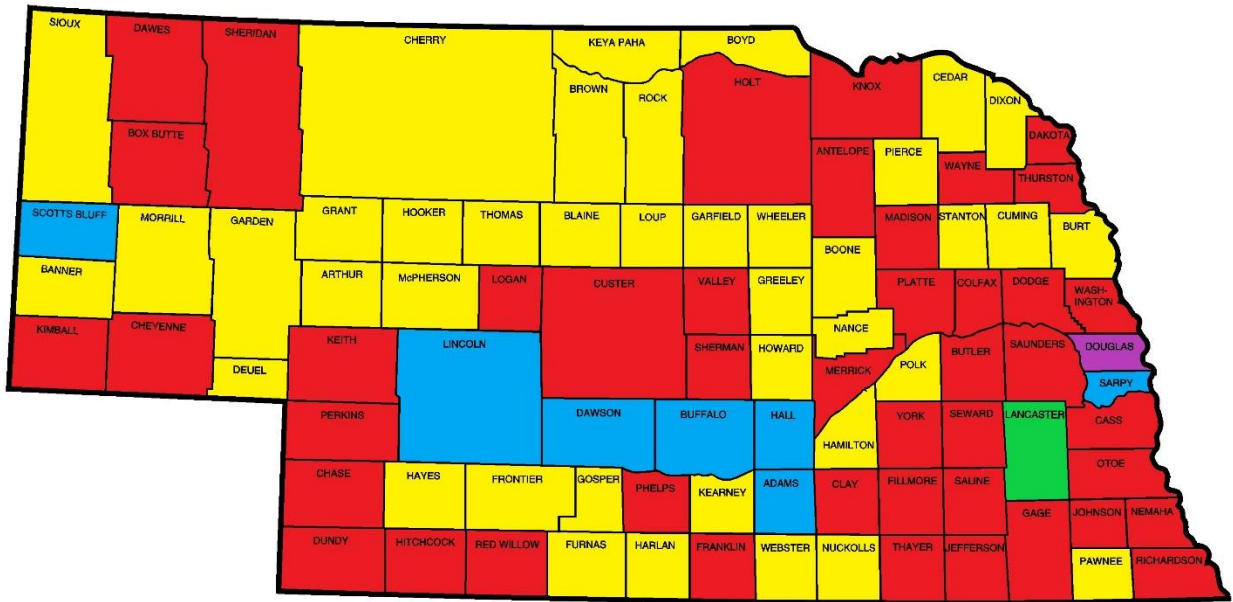 SIOUX
DAWES
SHERIDAN
CHERRY
KEYA PAHA
BOYD
BROWN
ROCK
HOLT
KNOX
CEDAR
DIXON
DAKOTA
BOX BUTTE
ANTELOPE
PIERCE
WAYNE
THURSTON
SCOTTS BLUFF
MORRILL
GARDEN
GRANT
HOOKER
THOMAS
BLAINE
LOUP
GARFIELD
WHEELER
MADISON
STANTON
CUMING
BURT
BOONE
BANNER
ARTHUR
McPHERSON
LOGAN
CUSTER
VALLEY
GREELEY
PLATTE
COLFAX
DODGE
WASH-
INGTON
KIMBALL
CHEYENNE
KEITH
LINCOLN
NANCE
SHERMAN
HOWARD
MERRICK
POLK
BUTLER
SAUNDERS
DOUGLAS
DEUEL
SARPY
PERKINS
DAWSON
BUFFALO
HALL
HAMILTON
YORK
SEWARD
LANCASTER
CASS
OTOE
CHASE
HAYES
FRONTIER
GOSPER
PHELPS
KEARNEY
ADAMS
CLAY
FILLMORE
SALINE
GAGE
JOHNSON
NEMAHA
DUNDY
HITCHCOCK
RED WILLOW
FURNAS
HARLAN
FRANKLIN
WEBSTER
NUCKOLLS
THAYER
JEFFERSON
PAWNEE
RICHARDSON